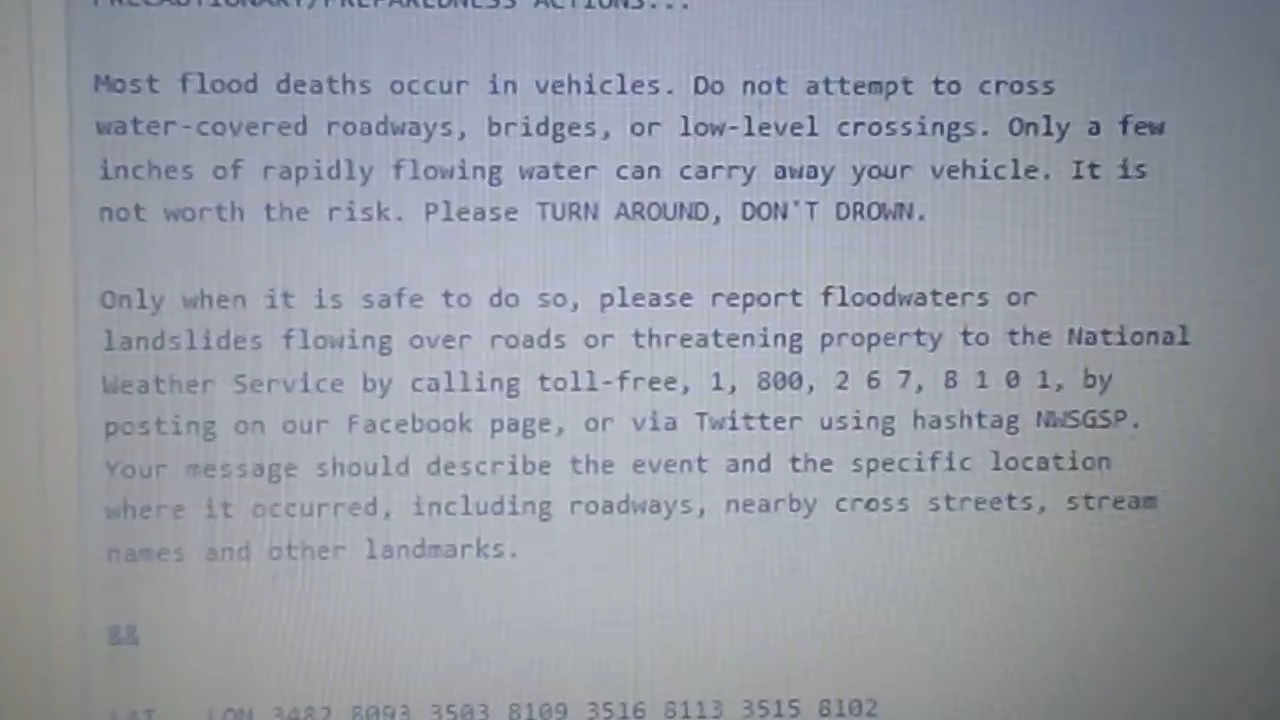 PRECAUTIONARY/PREPAREDNESS ACTIONS...
Most flood deaths occur in vehicles. Do not attempt to cross
water-covered roadways, bridges, or low-level crossings. Only a few
inches of rapidly flowing water can carry away your vehicle. It is
not worth the risk. Please TURN AROUND, DON'T DROWN.
Only when it is safe to do so, please report floodwaters or
landslides flowing over roads or threatening property to the National
Weather Service by calling toll-free, 1, 800, 2 6 7, 8 1 0 1, by
posting on our Facebook page, or via Twitter using hashtag NWSGSP.
Your message should describe the event and the specific location
where it occurred, including roadways, nearby cross streets, stream
names and other landmarks.
&&
LAT...LON 3482 8093 3503 8109 3516 8113 3515 8102